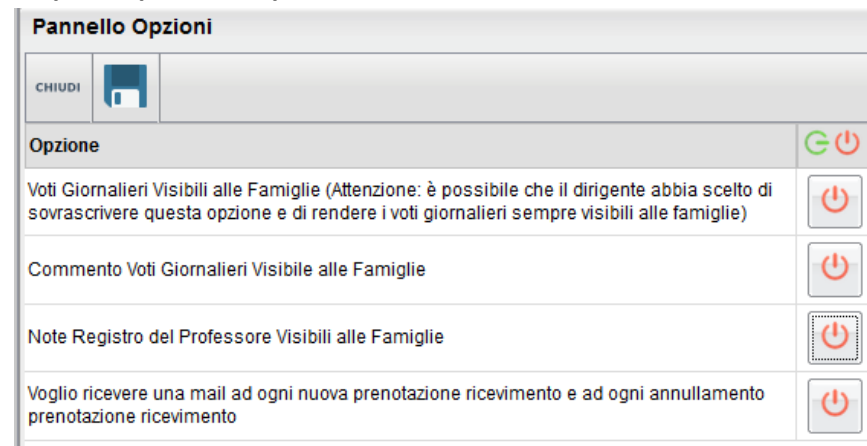 Pannello Opzioni
CHIUDI
Opzione
Voti Giornalieri Visibili alle Famiglie (Attenzione: è possibile che il dirigente abbia scelto di
sovrascrivere questa opzione e di rendere i voti giornalieri sempre visibili alle famiglie)
Commento Voti Giornalieri Visibile alle Famiglie
Note Registro del Professore Visibili alle Famiglie
Voglio ricevere una mail ad ogni nuova prenotazione ricevimento e ad ogni annullamento
prenotazione ricevimento